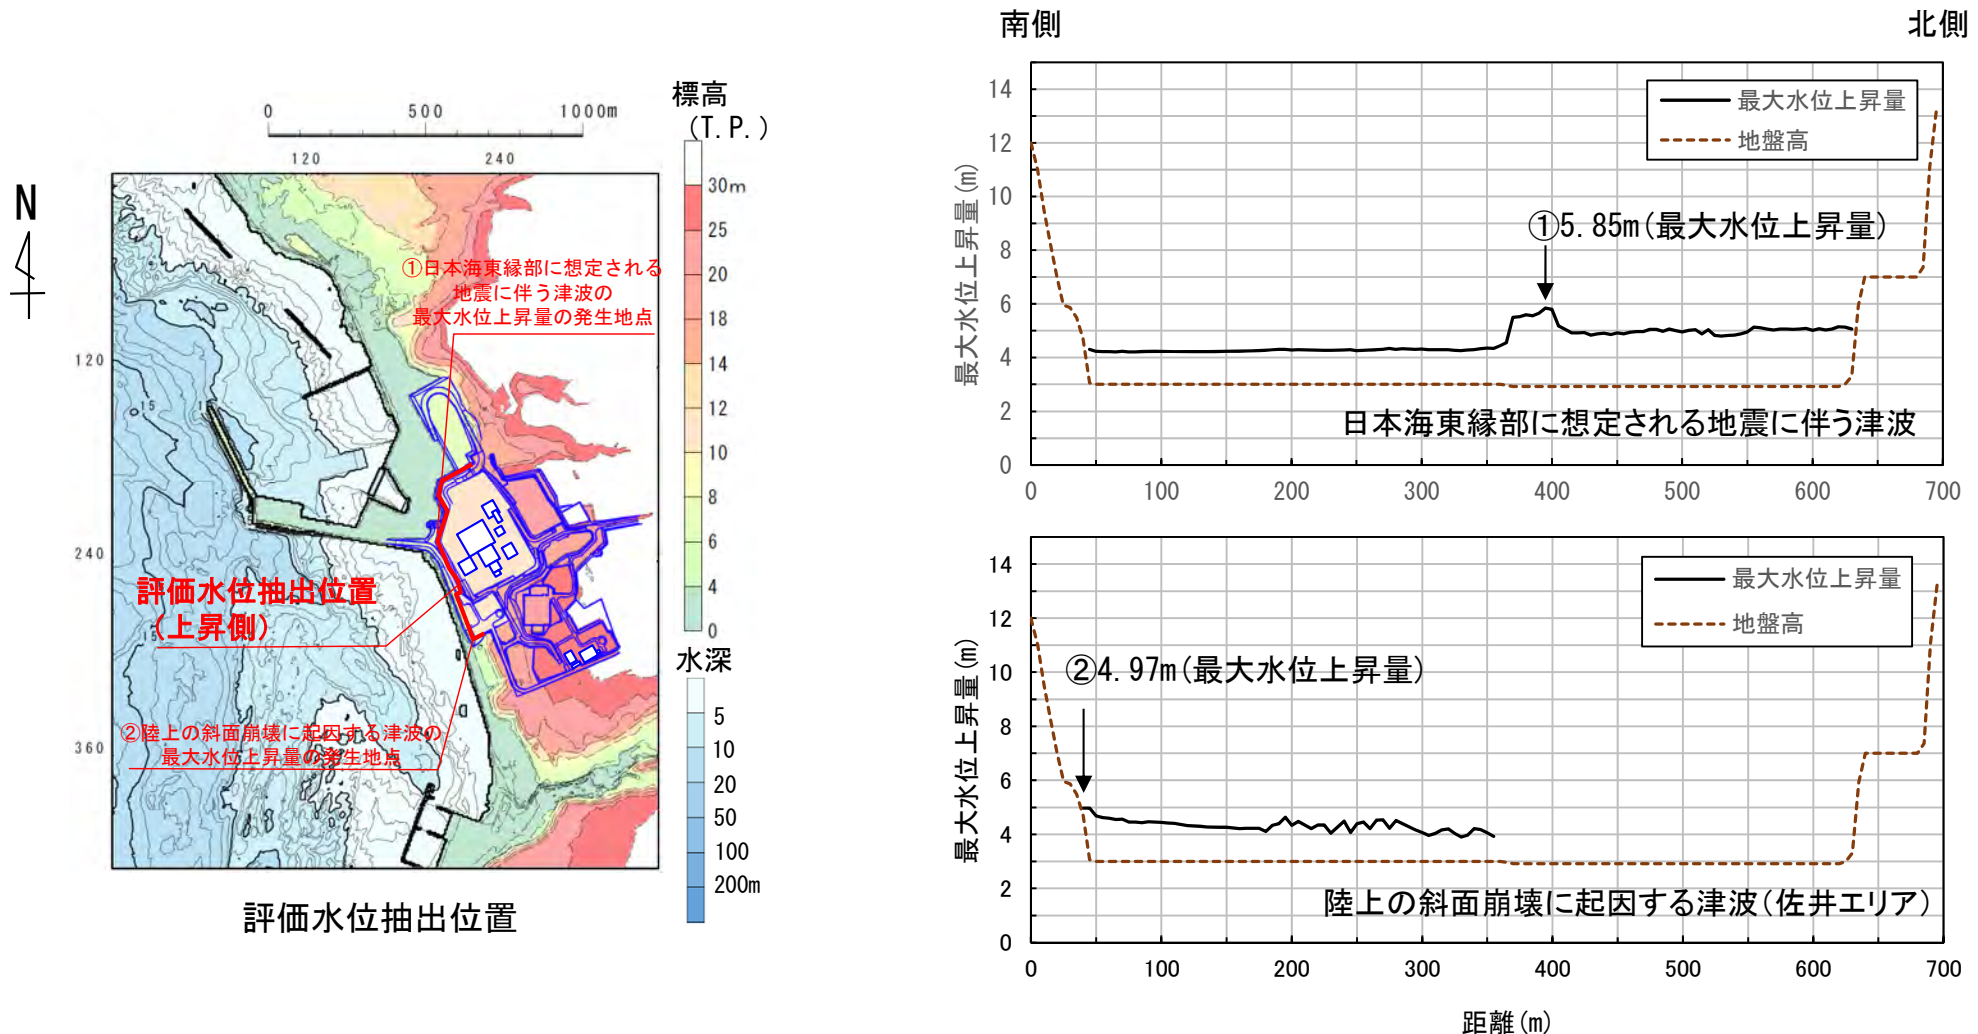 南側
北側
標高
(T.P.)
0 500 1000m
120 240
N
30m
25
20
18
14
12
10
8
6
4
0
①日本海東縁部に想定される
地震に伴う津波の
最大水位上昇量の発生地点
120
240
360
15
15
評価水位抽出位置
(上昇側)
②陸上の斜面崩壊に起因する津波の
最大水位上昇量の発生地点
水深
5
10
20
50
100
200m
評価水位抽出位置
最大水位上昇量(m)
14
12
10
8
6
4
2
0
最大水位上昇量
地盤高
①5.85m(最大水位上昇量)
日本海東縁部に想定される地震に伴う津波
0 100 200 300 400 500 600 700
最大水位上昇量(m)
14
12
10
8
6
4
2
0
最大水位上昇量
地盤高
②4.97m(最大水位上昇量)
陸上の斜面崩壊に起因する津波(佐井エリア)
0 100 200 300 400 500 600 700
距離(m)